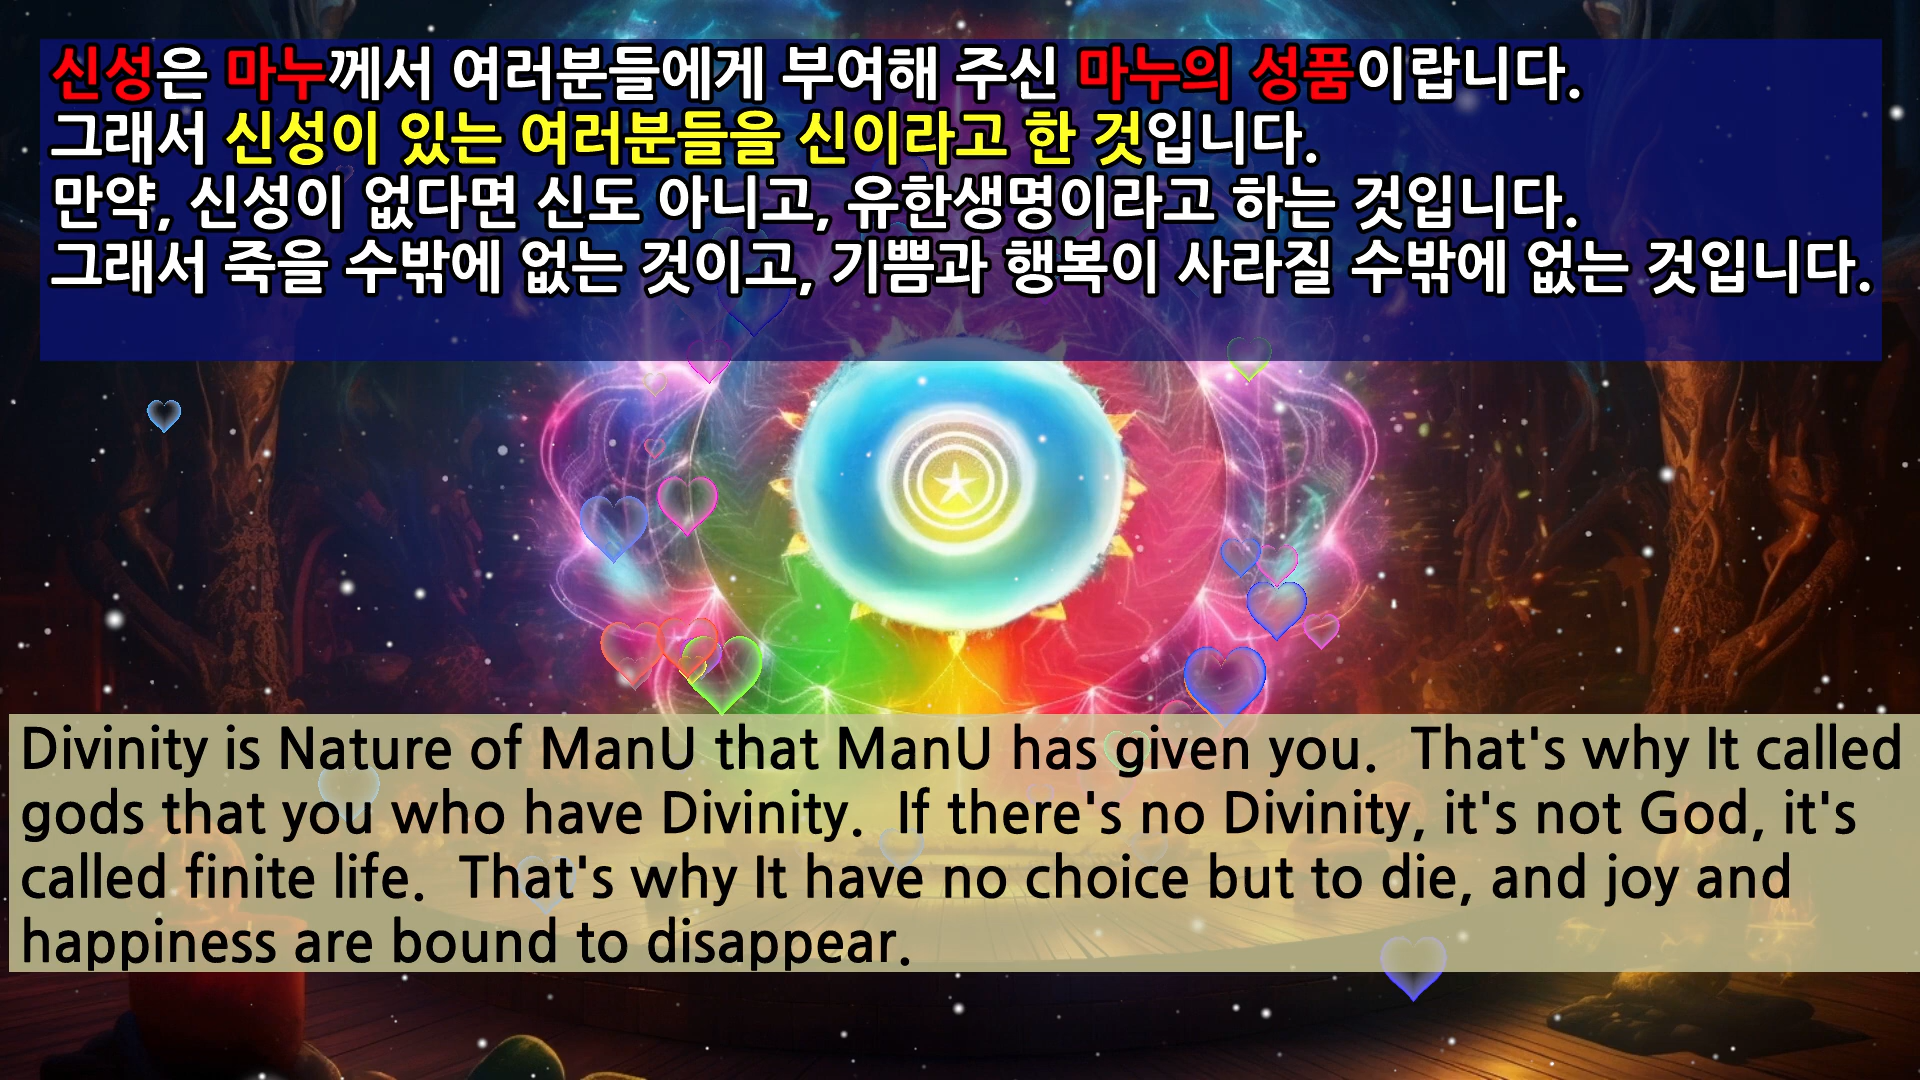 신성은 마누께서 여러분들에게 부여해 주신 마누의 성품이랍니다.
그래서 신성이 있는 여러분들을 신이라고 한 것입니다.
만약, 신성이 없다면 신도 아니고, 유한생명이라고 하는 것입니다.
그래서 죽을 수밖에 없는 것이고, 기쁨과 행복이 사라질 수밖에 없는 것입니다.
Divinity is Nature of ManU that ManU has given you.  That's why It called
gods that you who have Divinity.  If there's no Divinity, it's not God, it's
called finite life.  That's why It have no choice but to die, and joy and
happiness are bound to disappear.